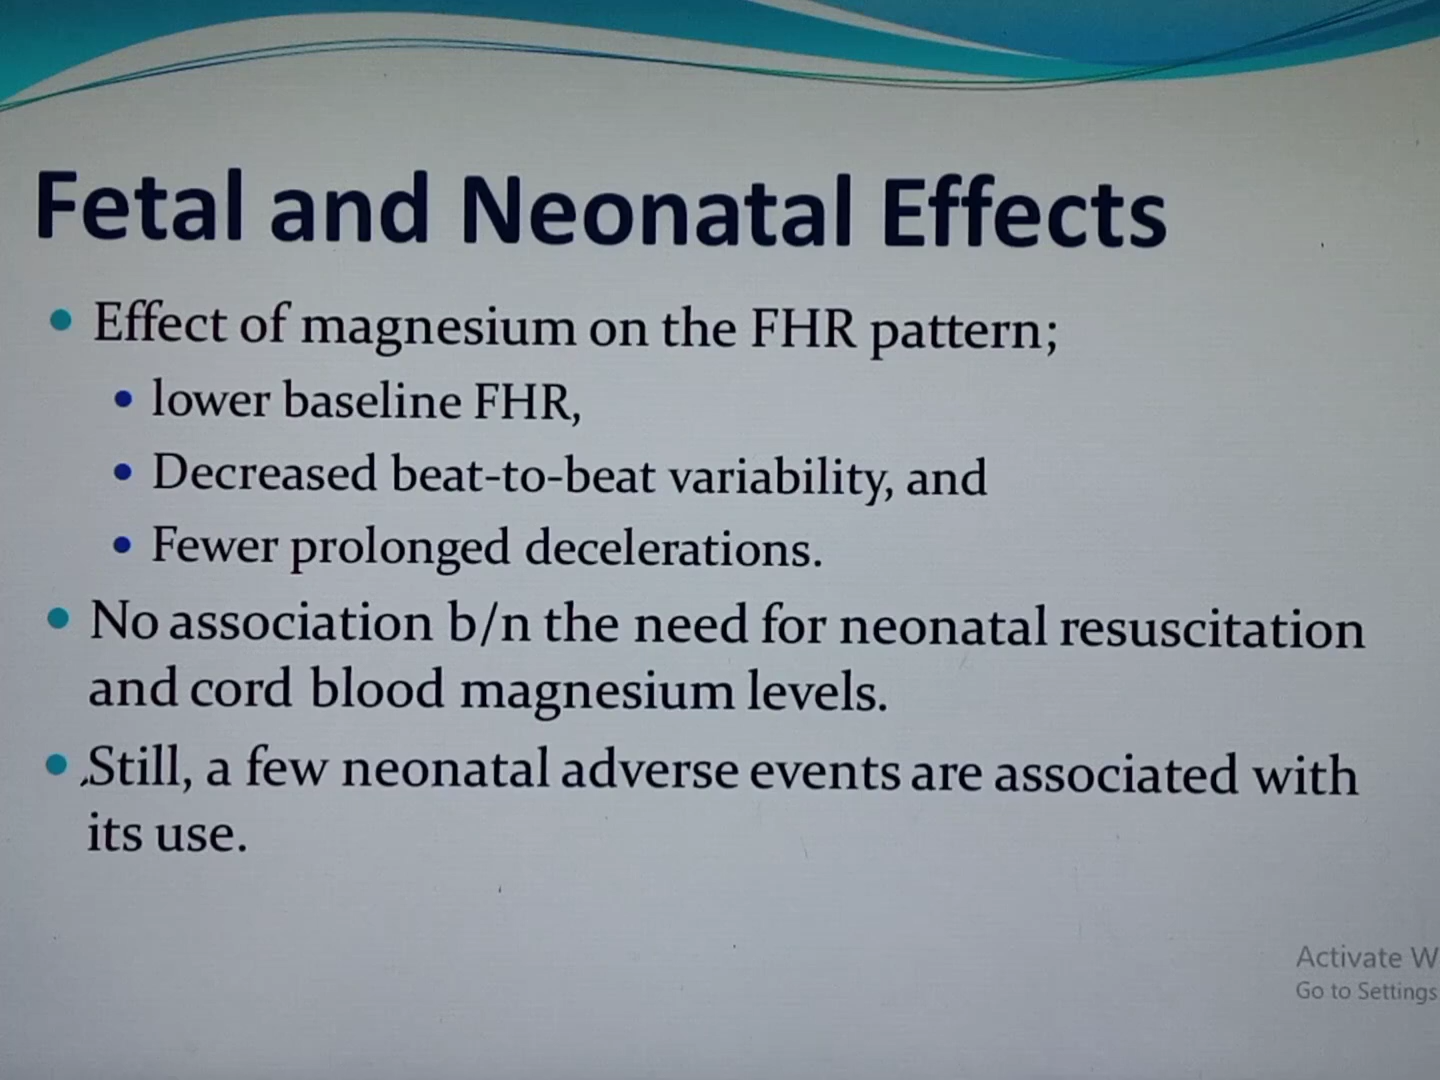 Fetal and Neonatal Effects
• Effect of magnesium on the FHR pattern;
• lower baseline FHR,
• Decreased beat-to-beat variability, and
• Fewer prolonged decelerations.
• No association b/n the need for neonatal resuscitation
and cord blood magnesium levels.
• Still, a few neonatal adverse events are associated with
its use.
Activate W
Go to Settings